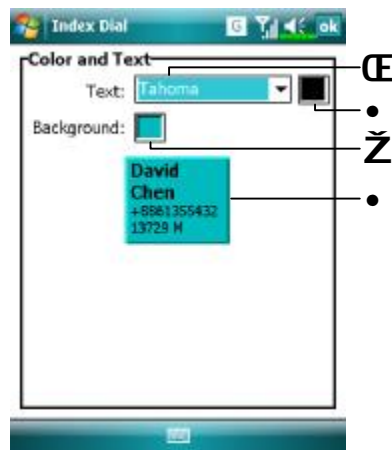 Index Dial
G
ok
Color and Text
Œ
Text:
Tahoma
•
Background:
Ž
David
Chen
•
+8861355432
13729 M